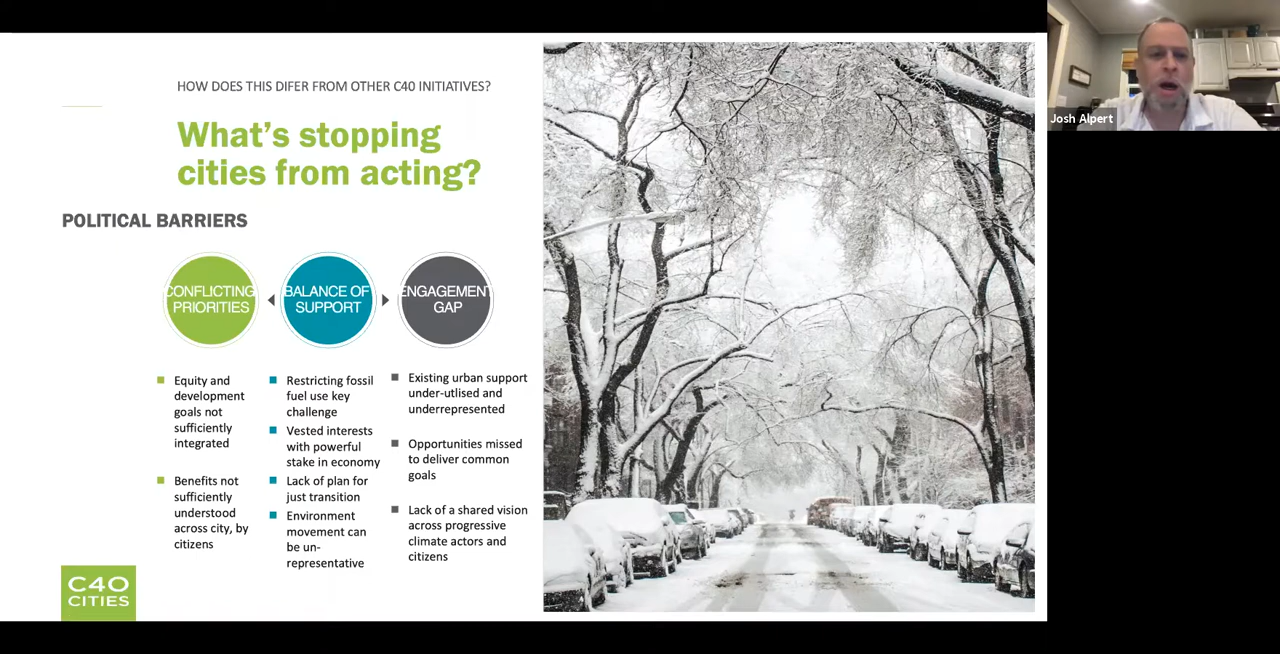 HOW DOES THIS DIFER FROM OTHER C40 INITIATIVES?
What's stopping
cities from acting?
POLITICAL BARRIERS
CONFLICTING
PRIORITIES
BALANCE OF
SUPPORT
ENGAGEMENT
GAP
Equity and
development
goals not
sufficiently
integrated
Benefits not
sufficiently
understood
across city, by
citizens
Restricting fossil
fuel use key
challenge
Vested interests
with powerful
stake in economy
Lack of plan for
just transition
Environment
movement can
be un-
representative
Existing urban support
under-utlised and
underrepresented
Opportunities missed
to deliver common
goals
Lack of a shared vision
across progressive
climate actors and
citizens
C40
CITIES
Josh Alpert